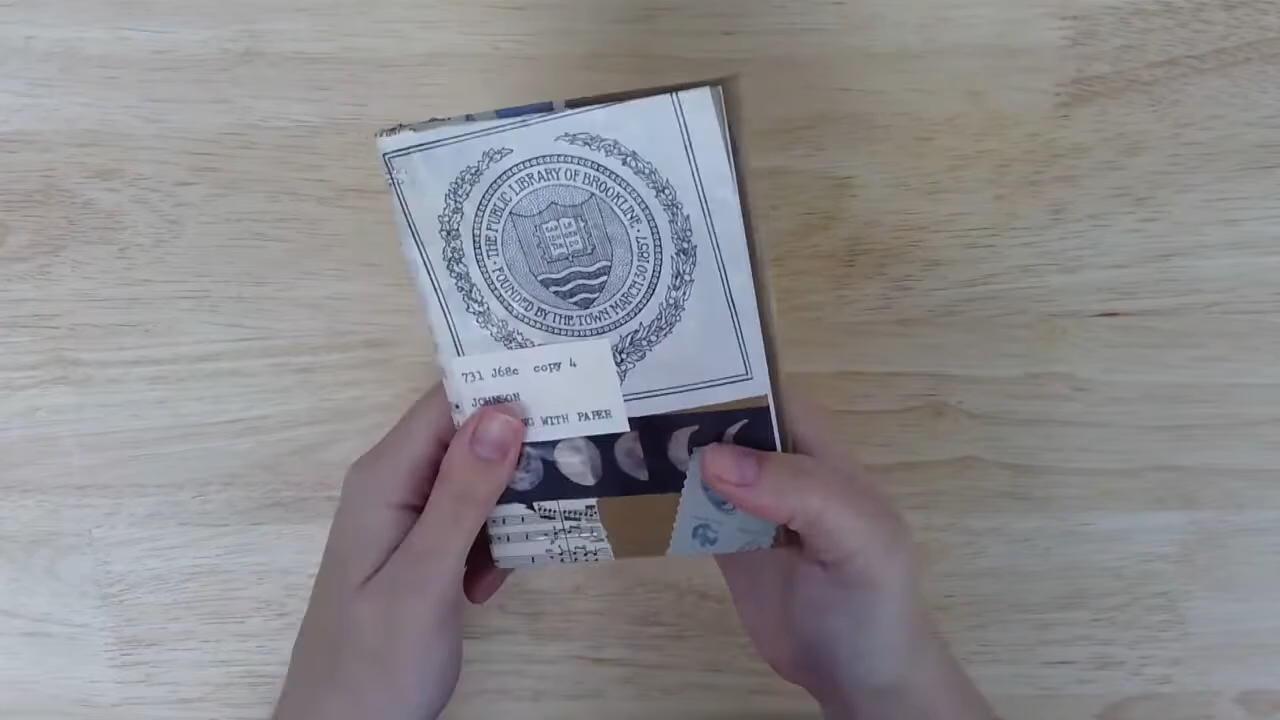 · THE PUBLIC LIBRARY OF BROOKLINE ·
FOUNDED BY THE TOWN MARCH 30 1857
731 J68c copy 4
JOHNSON
NG WITH PAPER